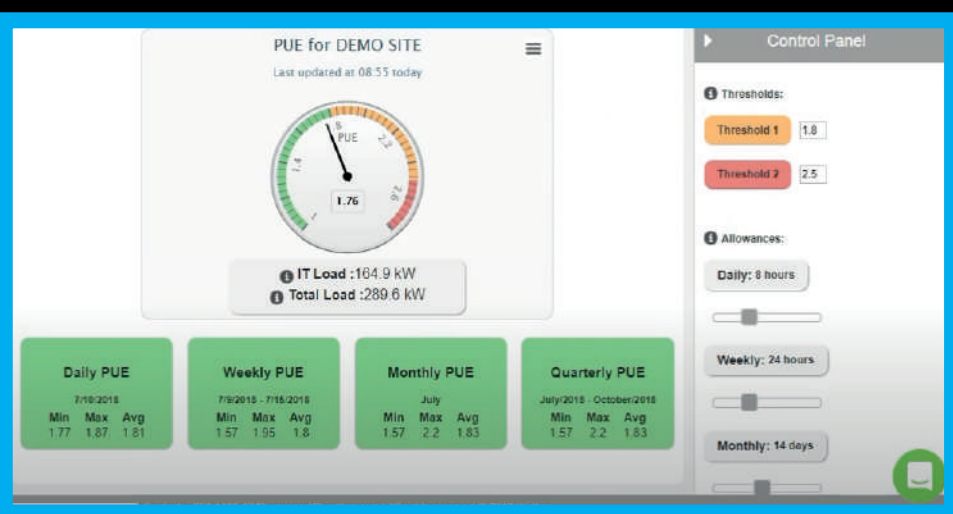 PUE for DEMO SITE
Last updated at 08:55 today
1
1.4
8
2.2
2.6
PUE
1.76
IT Load :164.9 kW
Total Load :289.6 kW
Daily PUE
7/10/2018
Min Max Avg
1.77 1.87 1.81
Weekly PUE
7/9/2018 - 7/15/2018
Min Max Avg
1.57 1.95 1.8
Monthly PUE
July
Min Max Avg
1.57 2.2 1.83
Quarterly PUE
July/2018 - October/2018
Min Max Avg
1.57 2.2 1.83
Control Panel
Thresholds:
Threshold 1 1.8
Threshold 2 2.5
Allowances:
Daily: 8 hours
Weekly: 24 hours
Monthly: 14 days